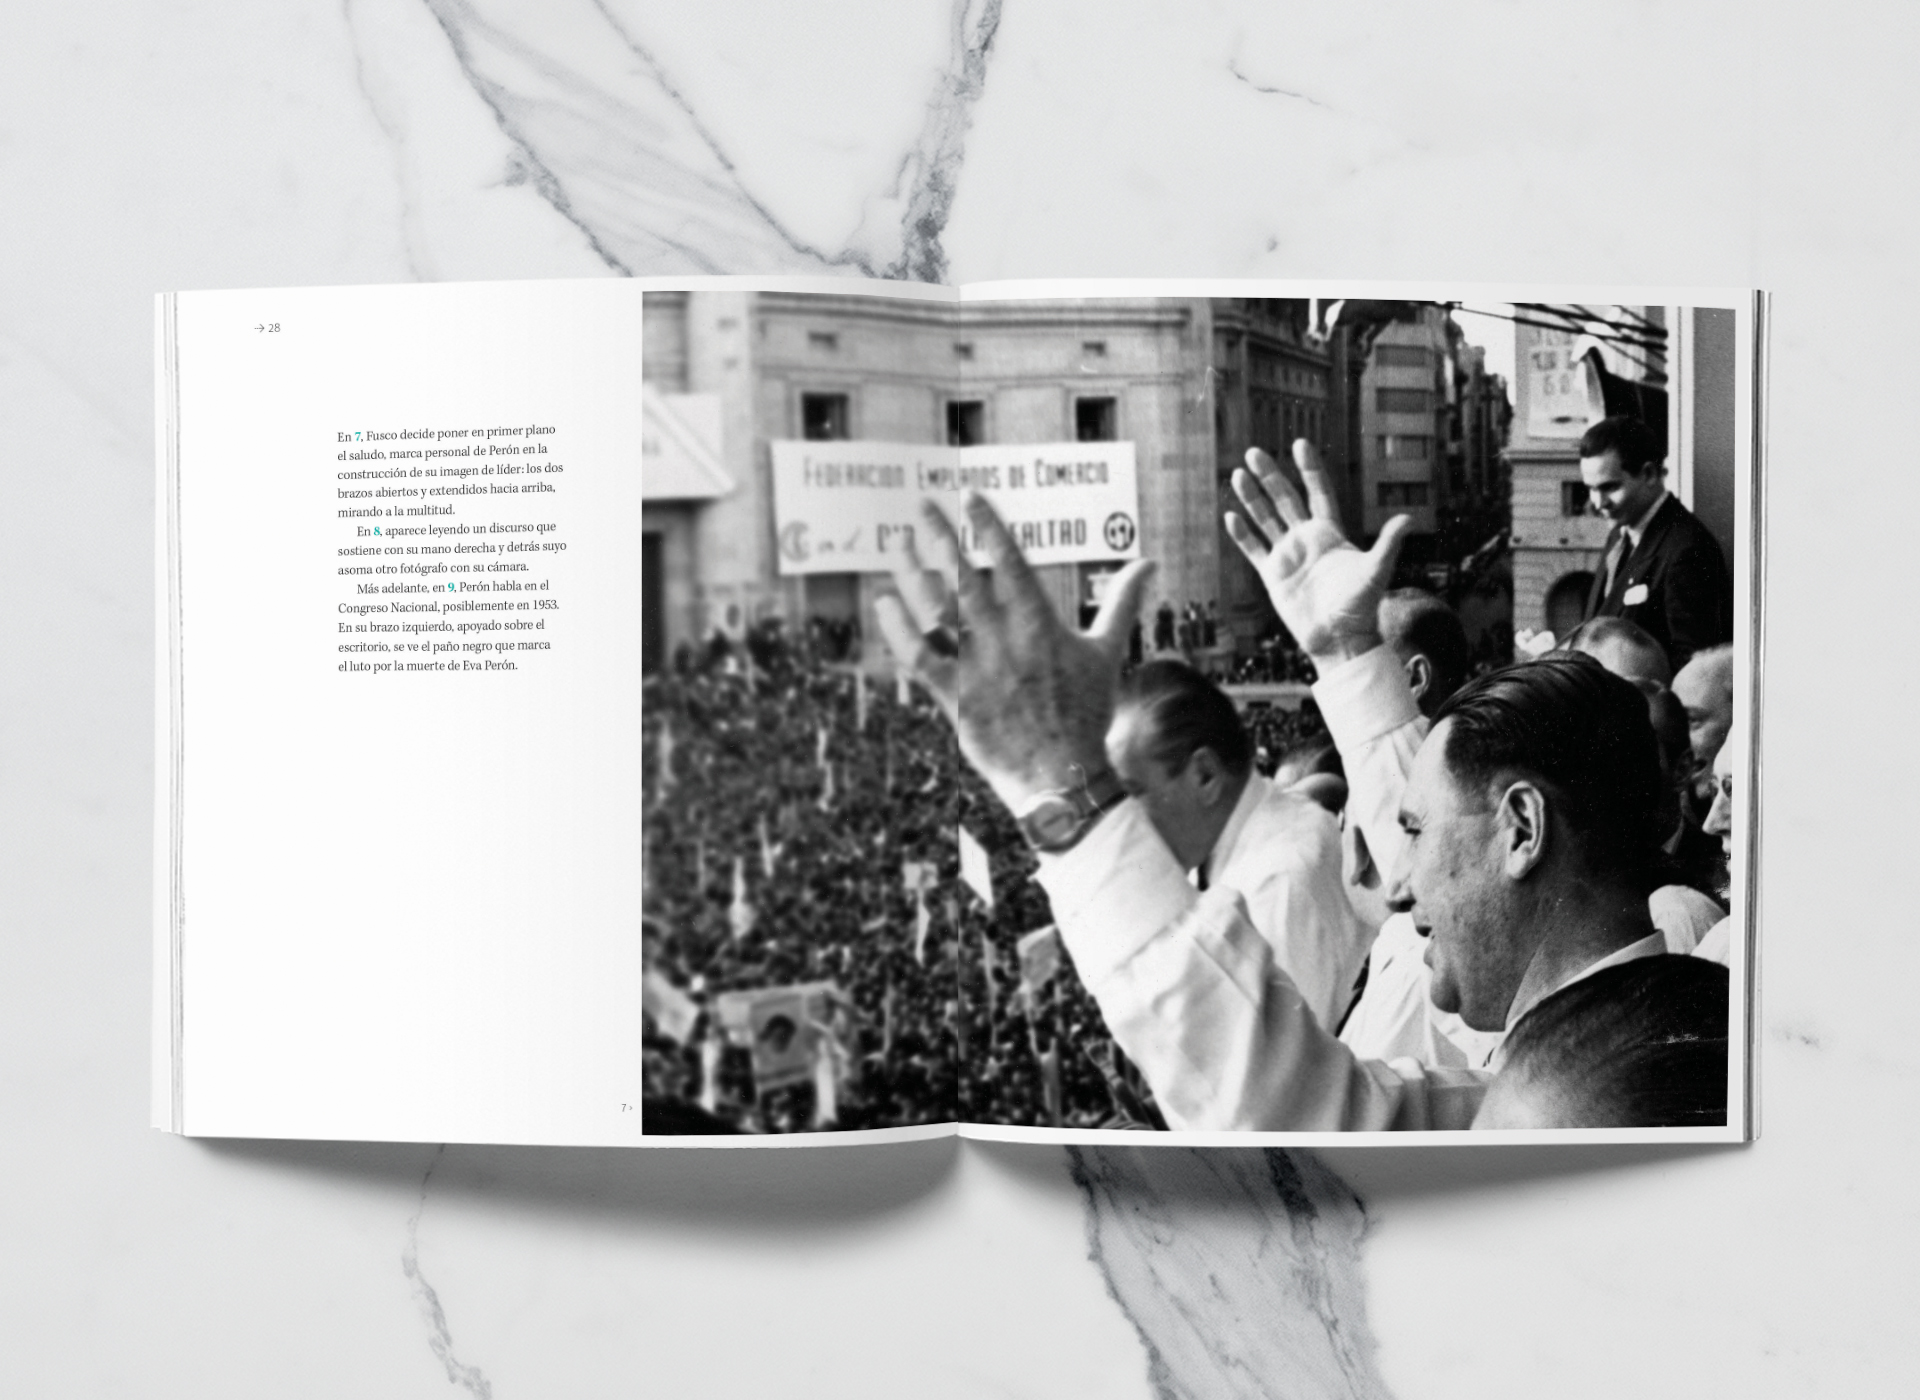 → 28
En 7, Fusco decide poner en primer plano
el saludo, marca personal de Perón en la
construcción de su imagen de líder: los dos
brazos abiertos y extendidos hacia arriba,
mirando a la multitud.
En 8, aparece leyendo un discurso que
sostiene con su mano derecha y detrás suyo
asoma otro fotógrafo con su cámara.
Más adelante, en 9, Perón habla en el
Congreso Nacional, posiblemente en 1953.
En su brazo izquierdo, apoyado sobre el
escritorio, se ve el paño negro que marca
el luto por la muerte de Eva Perón.
7 ›
FEDERACION EMPLEADOS DE COMERCIO
LA LEALTAD